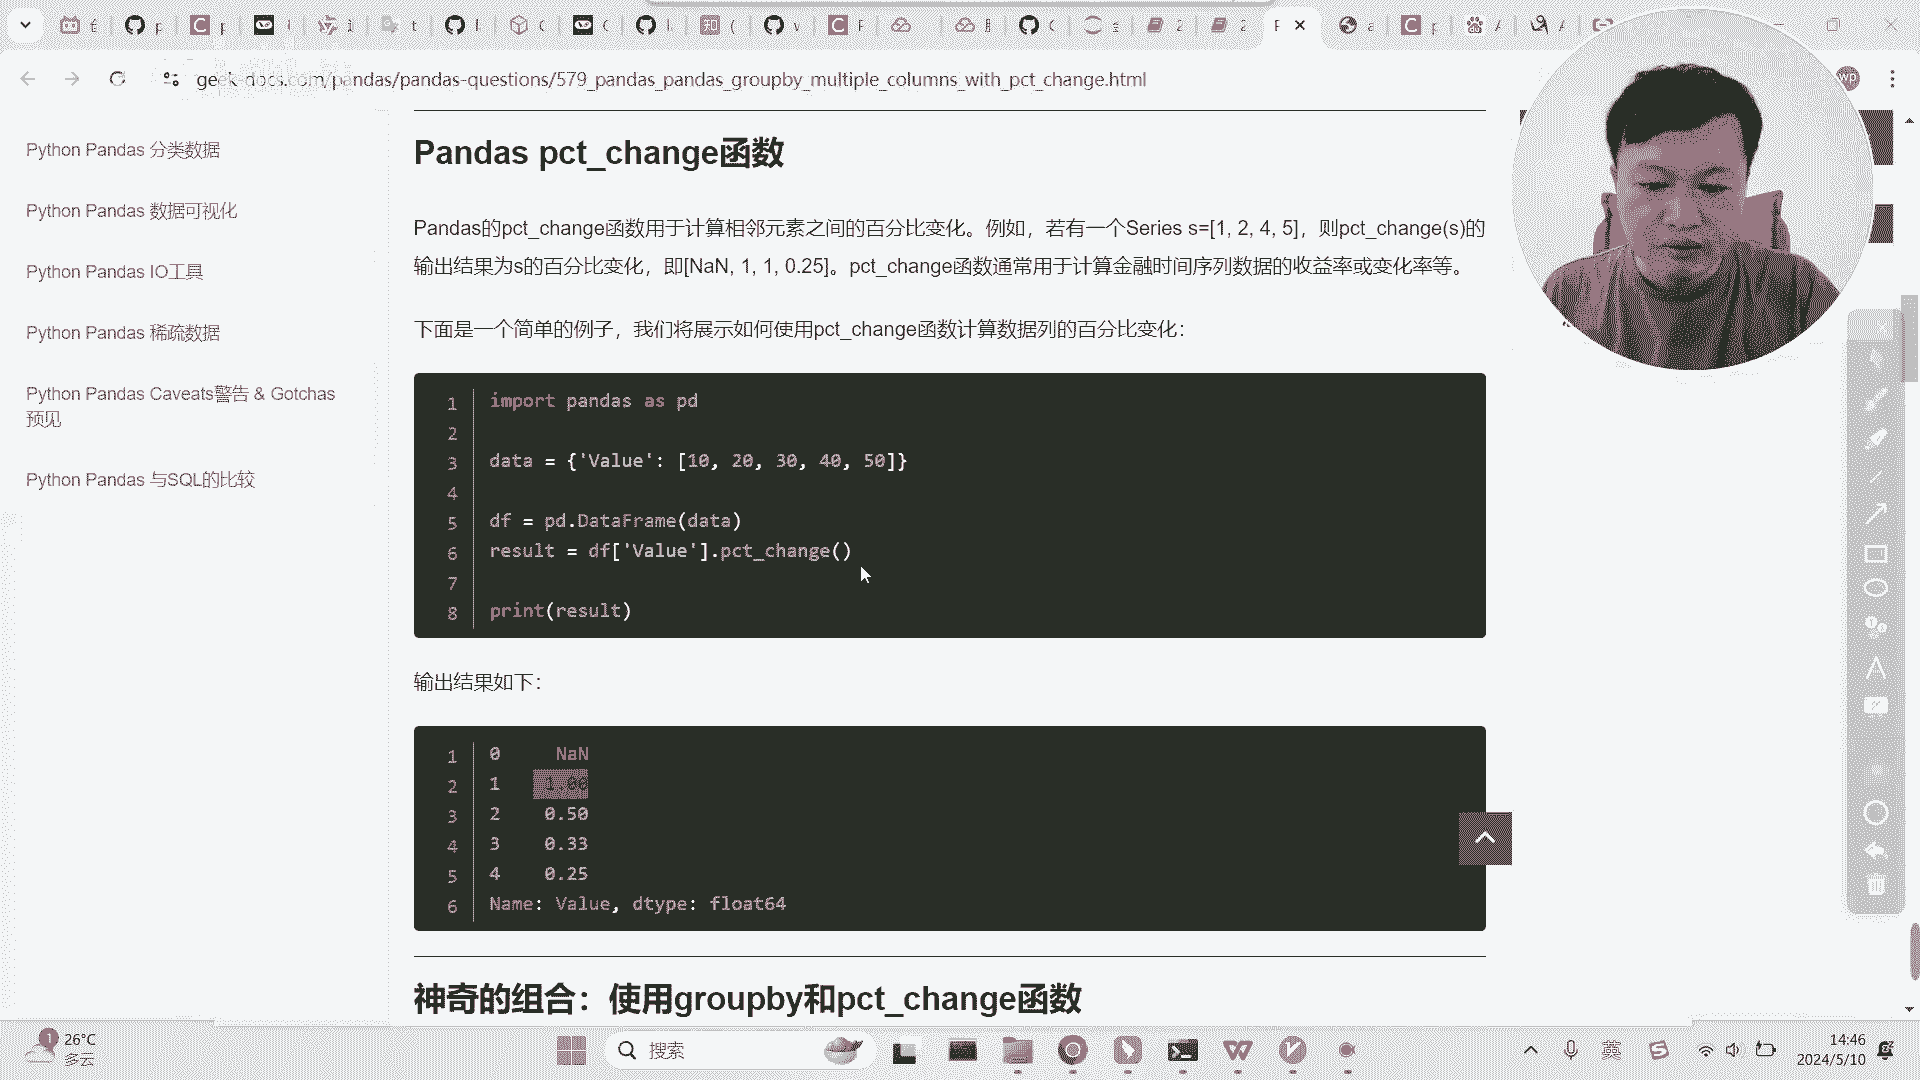 geek-docs.com/pandas/pandas-questions/579_pandas_pandas_groupby_multiple_columns_with_pct_change.html
wp
Python Pandas 分类数据
Python Pandas 数据可视化
Python Pandas IO工具
Python Pandas 稀疏数据
Python Pandas Caveats警告 & Gotchas
预见
Python Pandas 与SQL的比较
Pandas pct_change函数
Pandas的pct_change函数用于计算相邻元素之间的百分比变化。例如，若有一个Series s=[1, 2, 4, 5]，则pct_change(s)的
输出结果为s的百分比变化，即[NaN, 1, 1, 0.25]。pct_change函数通常用于计算金融时间序列数据的收益率或变化率等。
下面是一个简单的例子，我们将展示如何使用pct_change函数计算数据列的百分比变化：
1 import pandas as pd
2
3 data = {'Value': [10, 20, 30, 40, 50]}
4
5 df = pd.DataFrame(data)
6 result = df['Value'].pct_change()
7
8 print(result)
输出结果如下：
1 0 NaN
2 1 1.00
3 2 0.50
4 3 0.33
5 4 0.25
6 Name: Value, dtype: float64
神奇的组合：使用groupby和pct_change函数
1
26°C
多云
搜索
英
14:46
2024/5/10